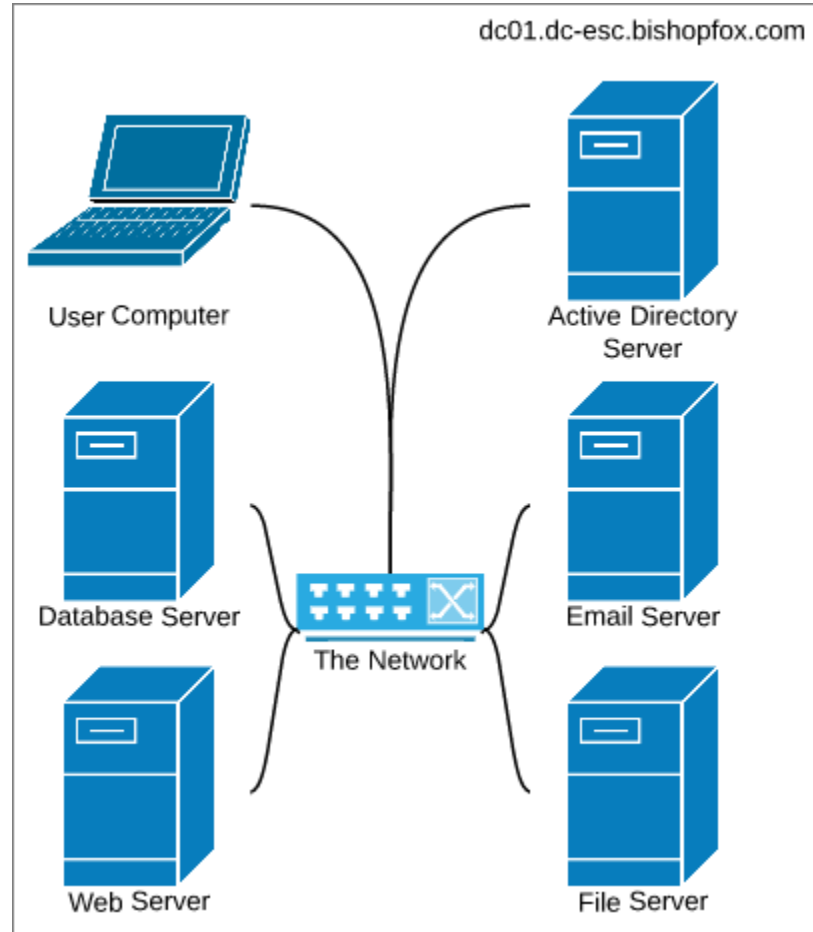 dc01.dc-esc.bishopfox.com
User Computer
Active Directory
Server
Database Server
Email Server
The Network
Web Server
File Server